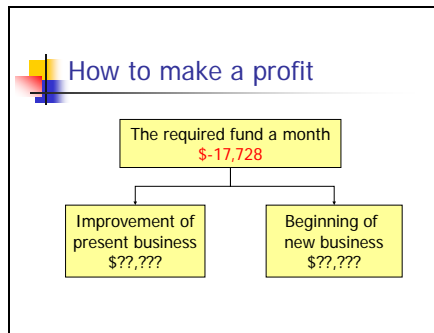 How to make a profit
The required fund a month
$-17,728
Improvement of
present business
$??,???
Beginning of
new business
$??,???